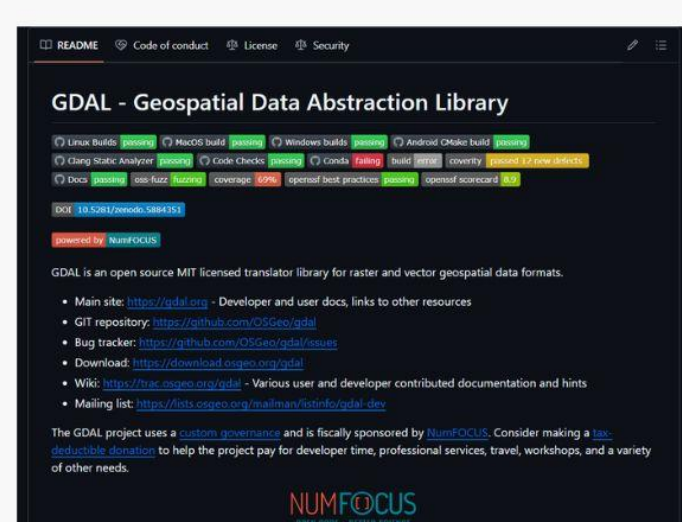 README Code of conduct License Security
GDAL - Geospatial Data Abstraction Library
Linux Builds passing MacOS build passing Windows builds passing Android CMake build passing
Clang Static Analyzer passing Code Checks passing Conda failing build error coverity passed 12 new defects
Docs passing oss-fuzz fuzzing coverage 69% openssf best practices passing openssf scorecard 8.9
DOI 10.5281/zenodo.5884351
powered by NumFOCUS
GDAL is an open source MIT licensed translator library for raster and vector geospatial data formats.
• Main site: https://gdal.org - Developer and user docs, links to other resources
• GIT repository: https://github.com/OSGeo/gdal
• Bug tracker: https://github.com/OSGeo/gdal/issues
• Download: https://download.osgeo.org/gdal
• Wiki: https://trac.osgeo.org/gdal - Various user and developer contributed documentation and hints
• Mailing list: https://lists.osgeo.org/mailman/listinfo/gdal-dev
The GDAL project uses a custom governance and is fiscally sponsored by NumFOCUS. Consider making a tax-
deductible donation to help the project pay for developer time, professional services, travel, workshops, and a variety
of other needs.
NUMFOCUS